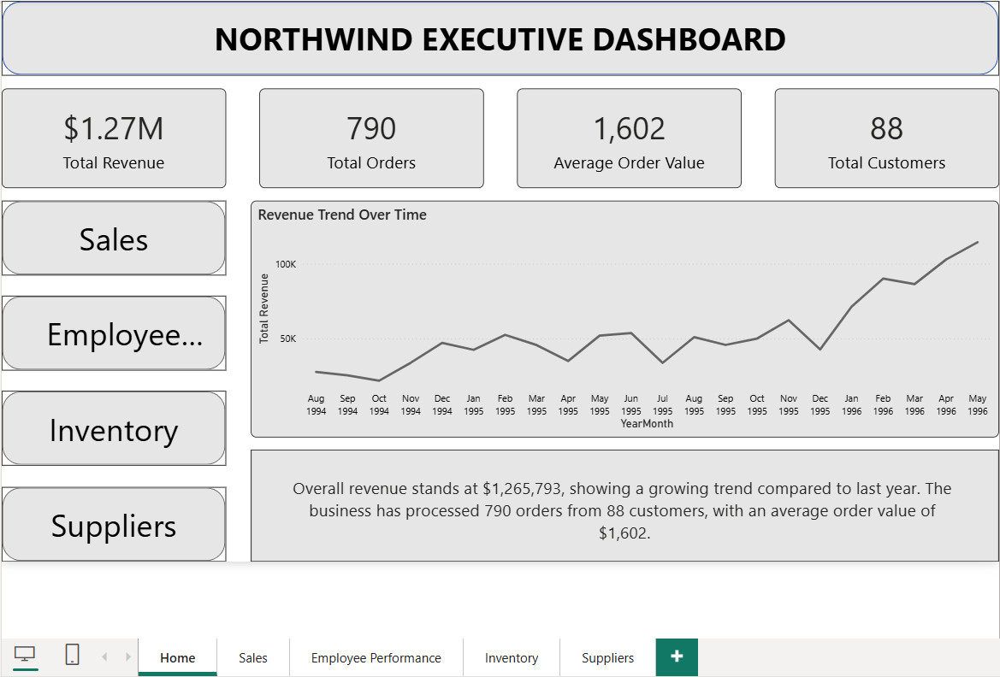 NORTHWIND EXECUTIVE DASHBOARD
$1.27M
Total Revenue
790
Total Orders
1,602
Average Order Value
88
Total Customers
Sales
Employee...
Inventory
Suppliers
Revenue Trend Over Time
Total Revenue
100K
50K
Aug 1994
Sep 1994
Oct 1994
Nov 1994
Dec 1994
Jan 1995
Feb 1995
Mar 1995
Apr 1995
May 1995
Jun 1995
Jul 1995
Aug 1995
Sep 1995
Oct 1995
Nov 1995
Dec 1995
Jan 1996
Feb 1996
Mar 1996
Apr 1996
May 1996
YearMonth
Overall revenue stands at $1,265,793, showing a growing trend compared to last year. The
business has processed 790 orders from 88 customers, with an average order value of
$1,602.
Home
Sales
Employee Performance
Inventory
Suppliers